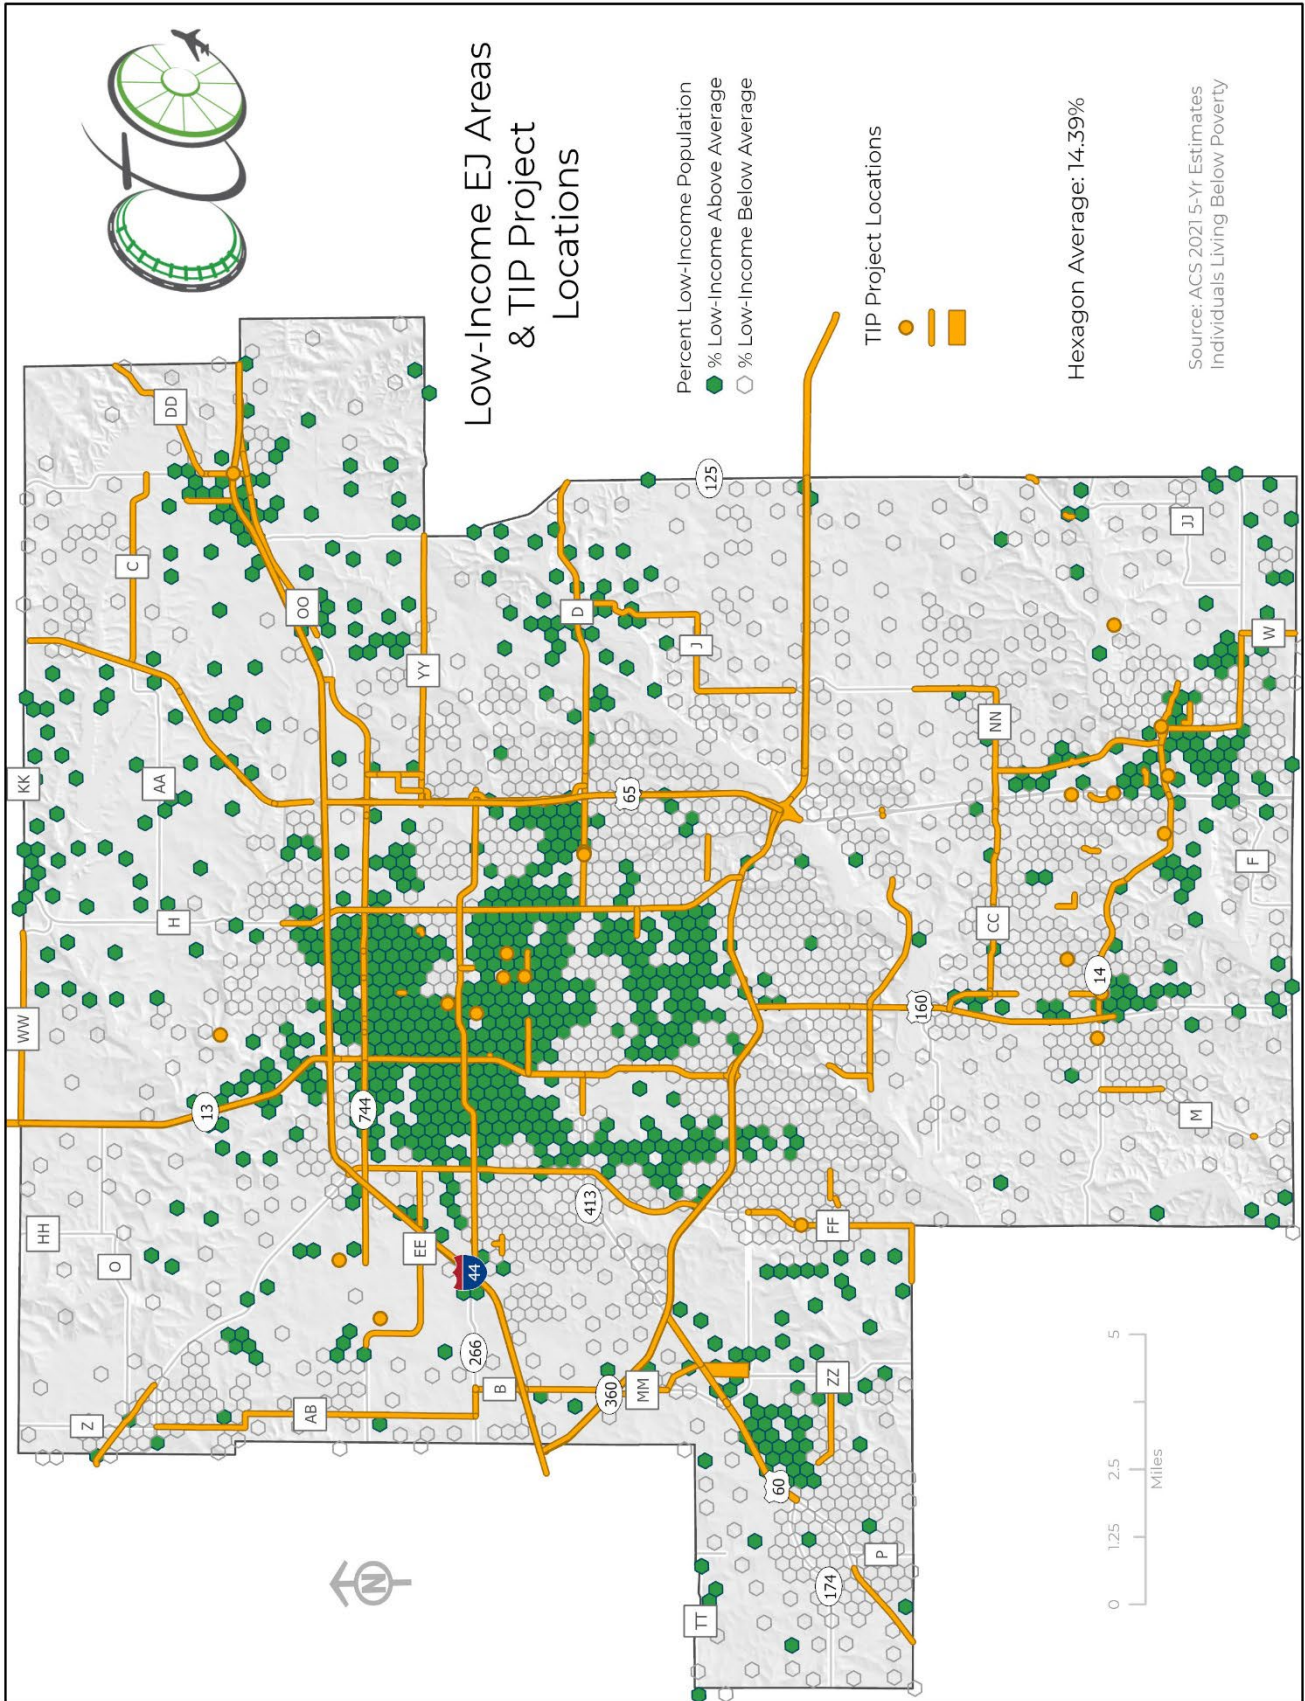 oto
Low-Income EJ Areas
& TIP Project
Locations
Percent Low-Income Population
% Low-Income Above Average
% Low-Income Below Average
TIP Project Locations
Hexagon Average: 14.39%
Source: ACS 2021 5-Yr Estimates
Individuals Living Below Poverty
N
WW
KK
HH
Z
O
C
AA
H
DD
13
AB
OO
744
EE
YY
266
44
B
D
413
360
65
MM
TT
J
125
60
174
FF
ZZ
P
160
CC
NN
14
M
JJ
F
W
0
1.25
2.5
5
Miles